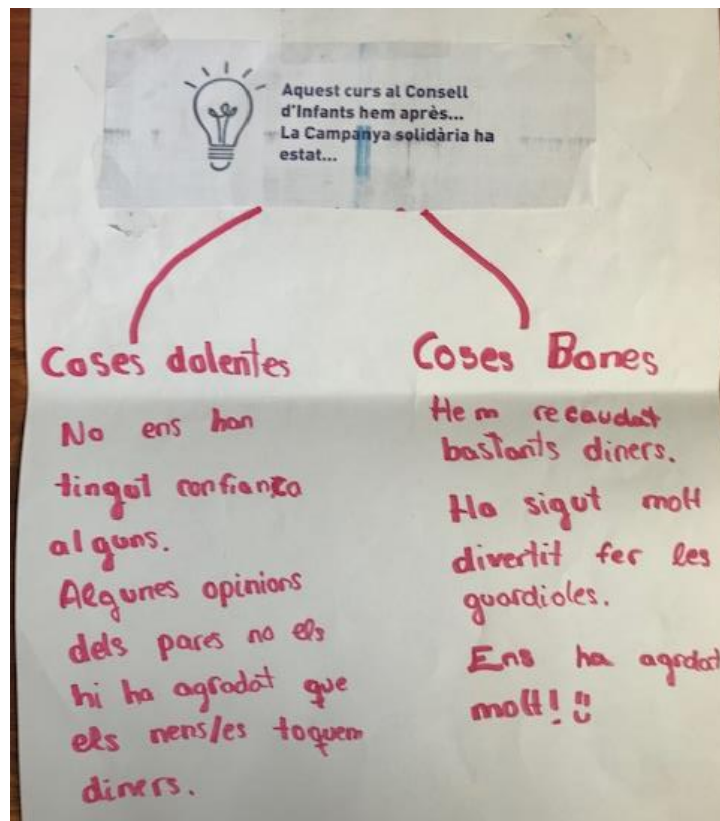 Aquest curs al Consell
d'Infants hem après...
La Campanya solidària ha
estat...
Coses dolentes
No ens han
tingut confiança
alguns.
Algunes opinions
dels pares no els
hi ha agradat que
els nens/es toquem
diners.
Coses Bones
Hem recaudat
bastants diners.
Ha sigut molt
divertit fer les
guardioles.
Ens ha agradat
molt!